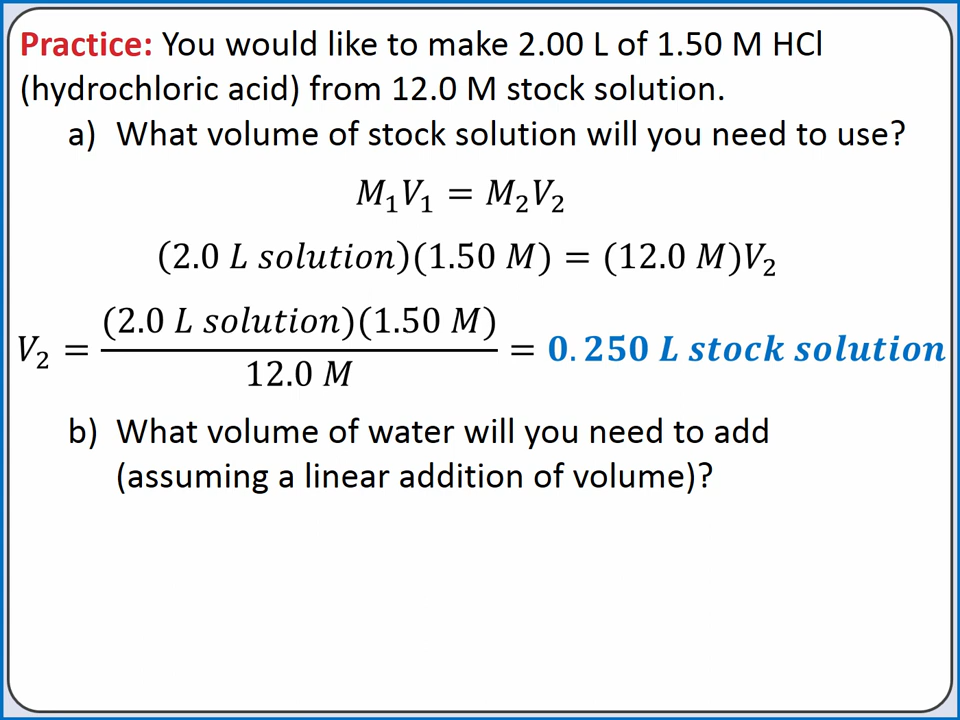 Practice: You would like to make 2.00 L of 1.50 M HCl
(hydrochloric acid) from 12.0 M stock solution.
a) What volume of stock solution will you need to use?
M₁V₁ = M₂V₂
(2.0 L solution)(1.50 M) = (12.0 M)V₂
V₂ = (2.0 L solution)(1.50 M) / 12.0 M = 0.250 L stock solution
b) What volume of water will you need to add
(assuming a linear addition of volume)?